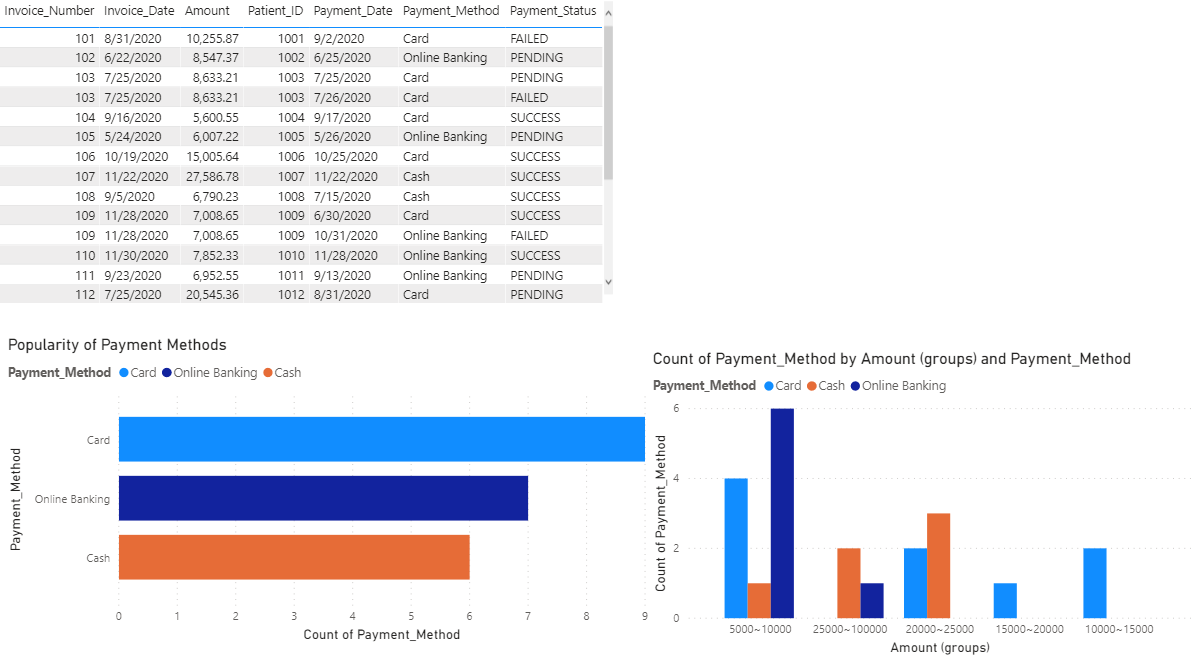 Invoice_Number Invoice_Date Amount Patient_ID Payment_Date Payment_Method Payment_Status
101 8/31/2020 10,255.87 1001 9/2/2020 Card FAILED
102 6/22/2020 8,547.37 1002 6/25/2020 Online Banking PENDING
103 7/25/2020 8,633.21 1003 7/25/2020 Card PENDING
103 7/25/2020 8,633.21 1003 7/26/2020 Card FAILED
104 9/16/2020 5,600.55 1004 9/17/2020 Card SUCCESS
105 5/24/2020 6,007.22 1005 5/26/2020 Online Banking PENDING
106 10/19/2020 15,005.64 1006 10/25/2020 Card SUCCESS
107 11/22/2020 27,586.78 1007 11/22/2020 Cash SUCCESS
108 9/5/2020 6,790.23 1008 7/15/2020 Cash SUCCESS
109 11/28/2020 7,008.65 1009 6/30/2020 Card SUCCESS
109 11/28/2020 7,008.65 1009 10/31/2020 Online Banking FAILED
110 11/30/2020 7,852.33 1010 11/28/2020 Online Banking SUCCESS
111 9/23/2020 6,952.55 1011 9/13/2020 Online Banking PENDING
112 7/25/2020 20,545.36 1012 8/31/2020 Card PENDING
Popularity of Payment Methods
Payment_Method Card Online Banking Cash
Payment_Method
Card
Online Banking
Cash
0 1 2 3 4 5 6 7 8 9
Count of Payment_Method
Count of Payment_Method by Amount (groups) and Payment_Method
Payment_Method Card Cash Online Banking
Count of Payment_Method
6
4
2
0
5000~10000 25000~100000 20000~25000 15000~20000 10000~15000
Amount (groups)